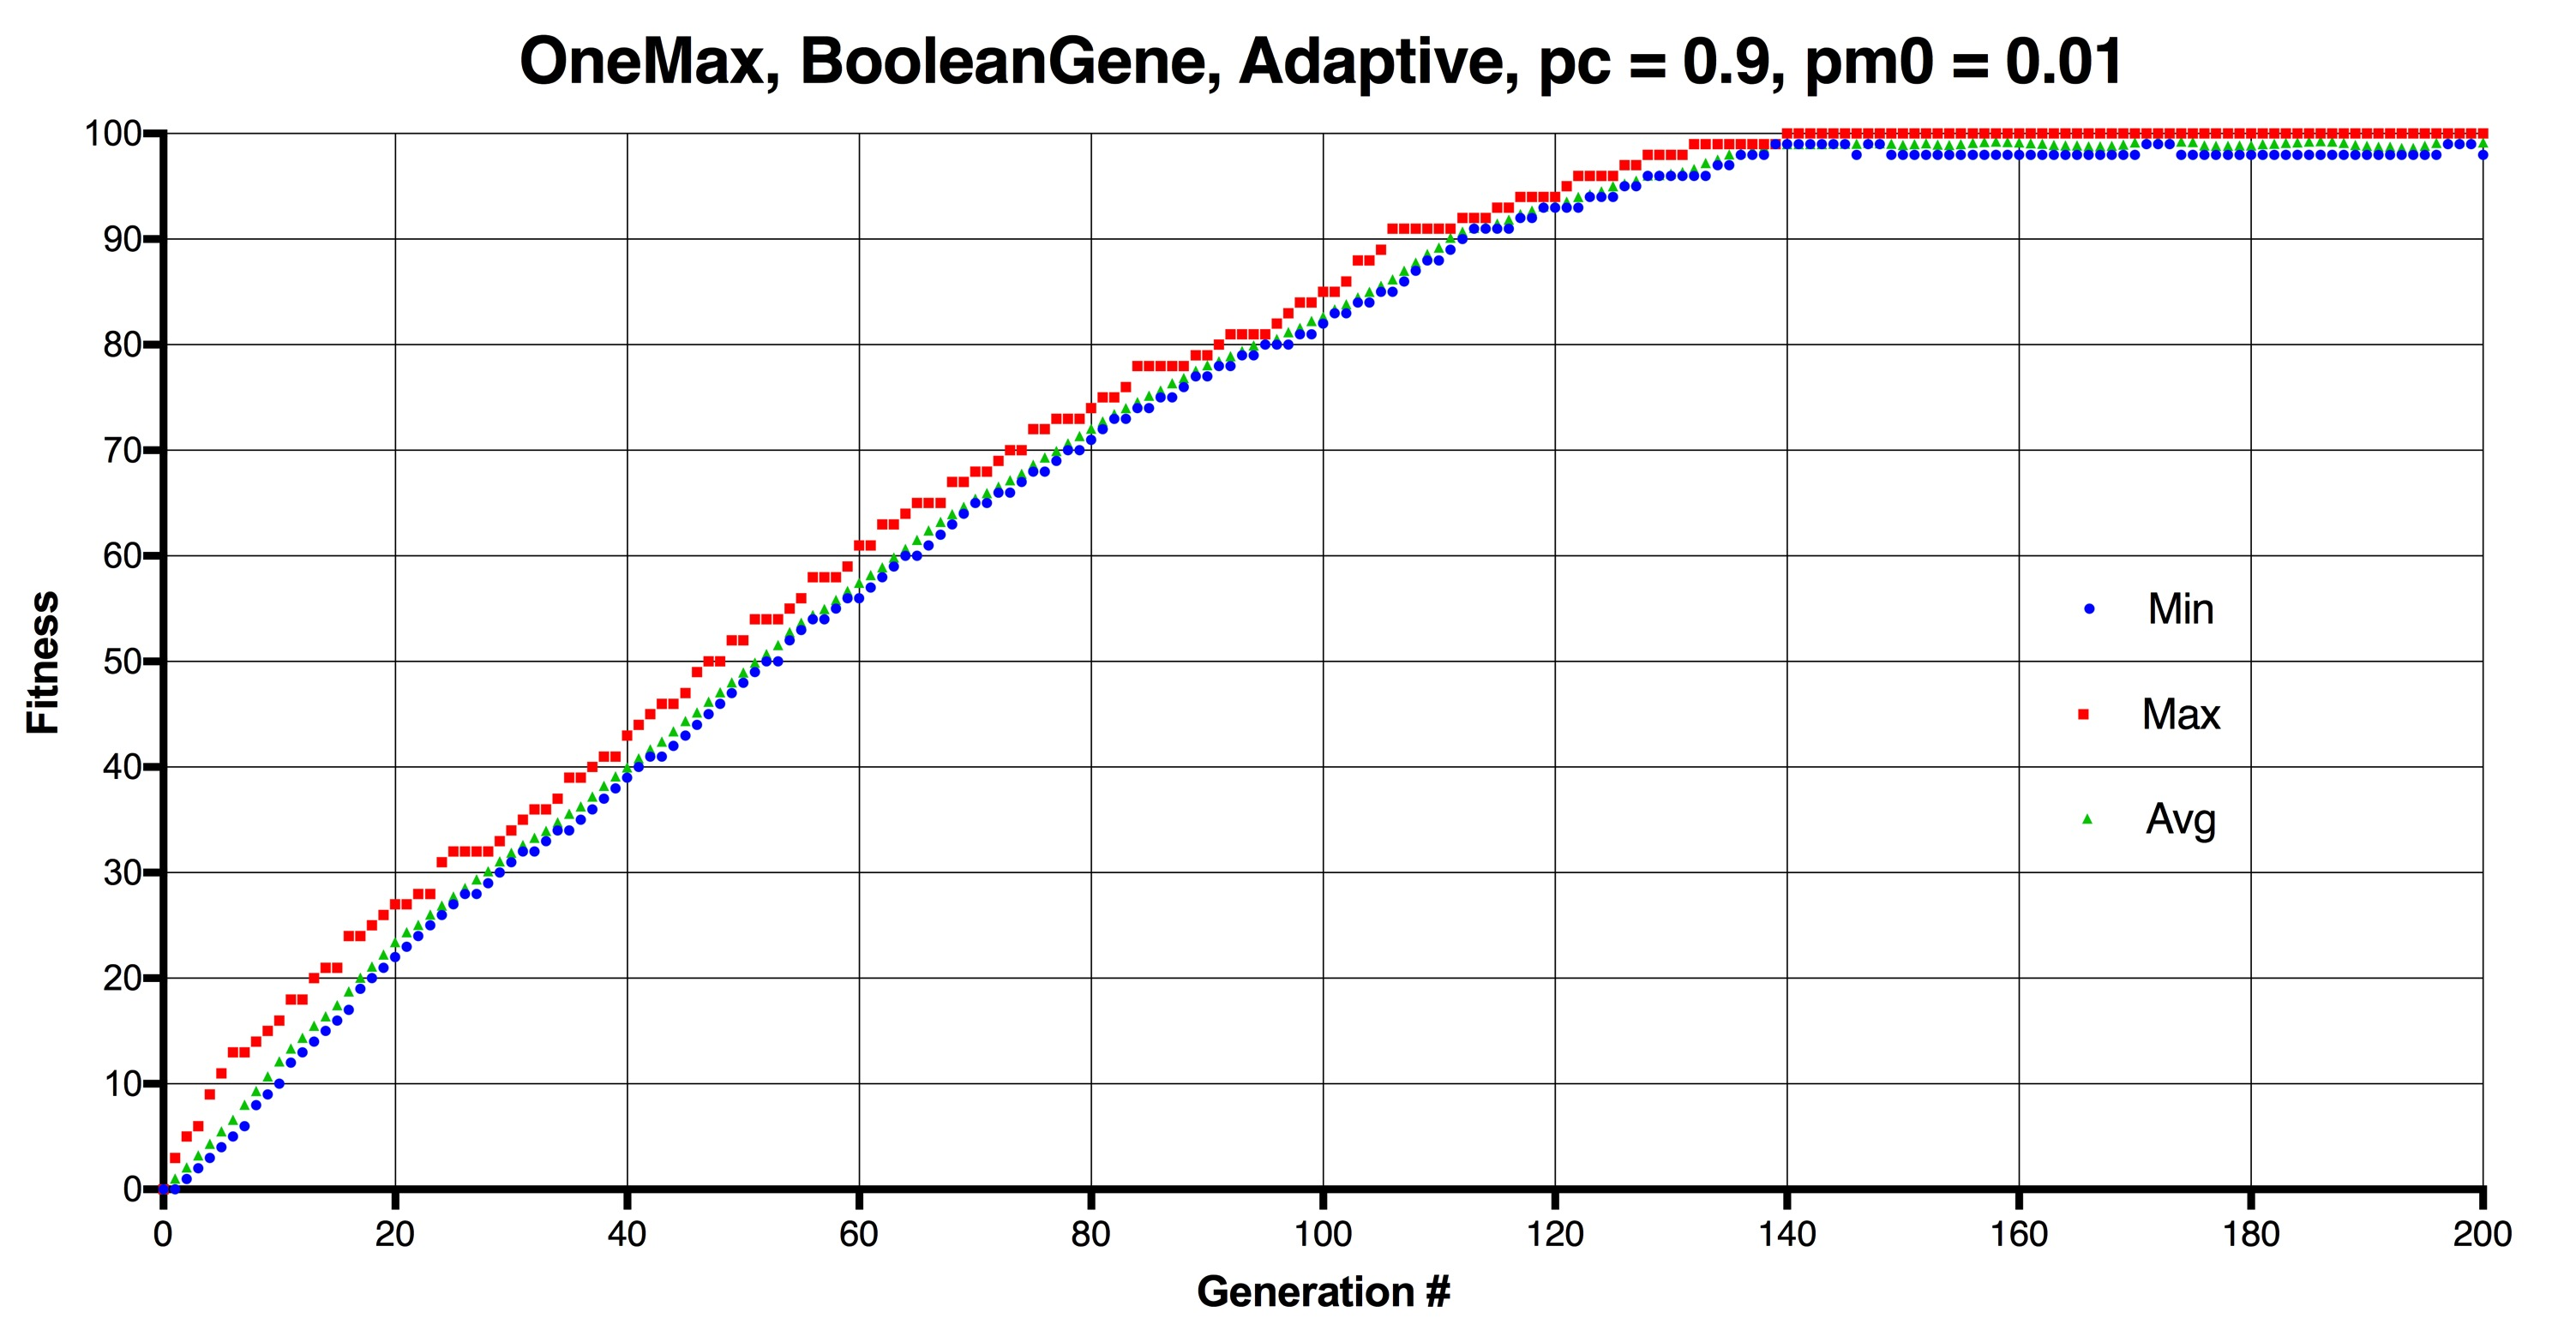 OneMax, BooleanGene, Adaptive, pc = 0.9, pm0 = 0.01
100
90
80
70
60
50
40
30
20
10
0
Fitness
Min
Max
Avg
0 20 40 60 80 100 120 140 160 180 200
Generation #